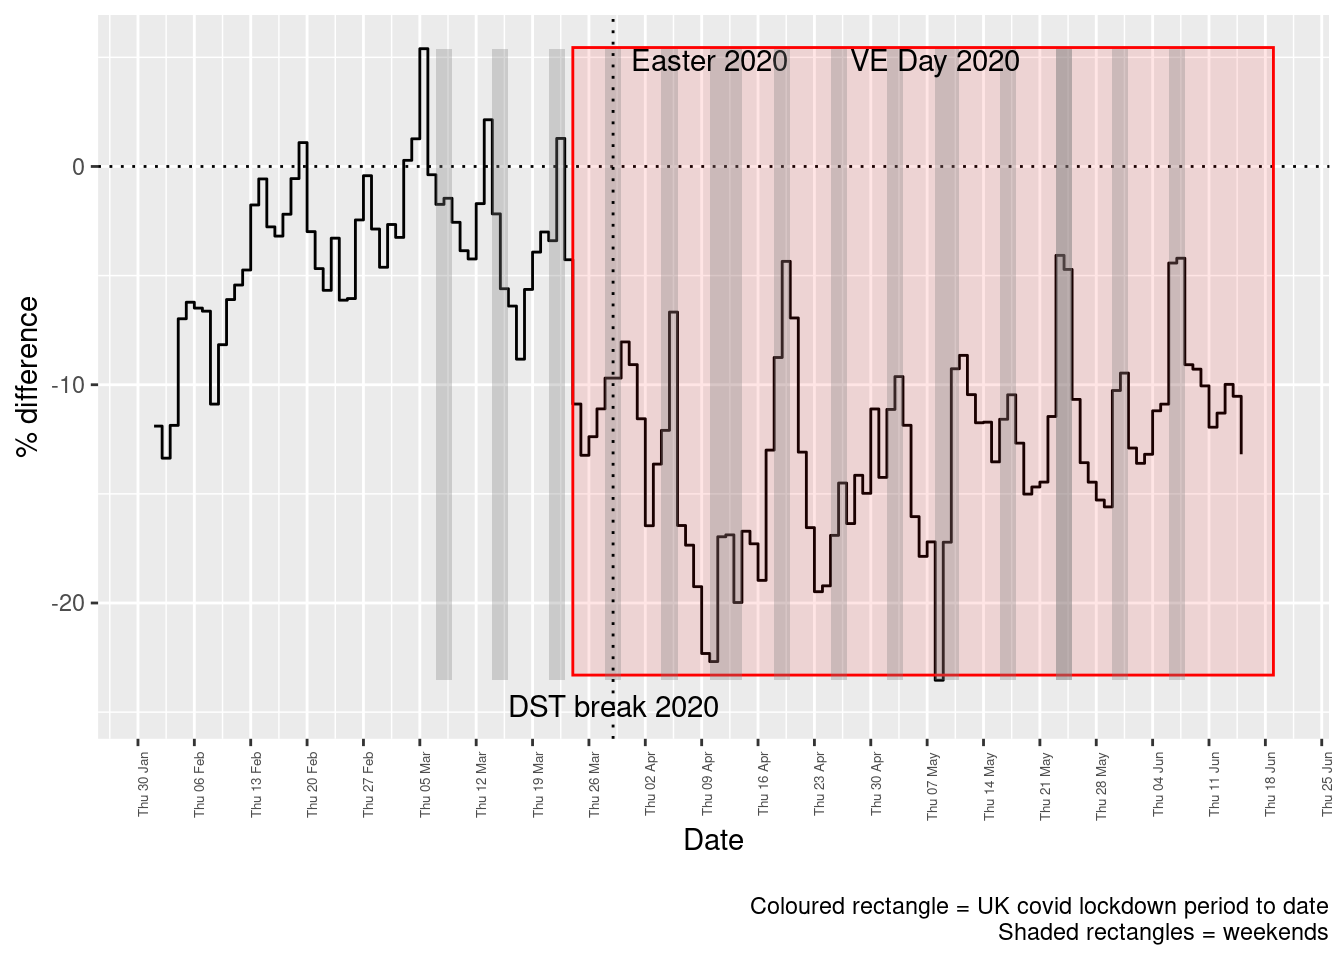 Easter 2020
VE Day 2020
0
-10
-20
% difference
DST break 2020
Thu 30 Jan
Thu 06 Feb
Thu 13 Feb
Thu 20 Feb
Thu 27 Feb
Thu 05 Mar
Thu 12 Mar
Thu 19 Mar
Thu 26 Mar
Thu 02 Apr
Thu 09 Apr
Thu 16 Apr
Thu 23 Apr
Thu 30 Apr
Thu 07 May
Thu 14 May
Thu 21 May
Thu 28 May
Thu 04 Jun
Thu 11 Jun
Thu 18 Jun
Thu 25 Jun
Date
Coloured rectangle = UK covid lockdown period to date
Shaded rectangles = weekends